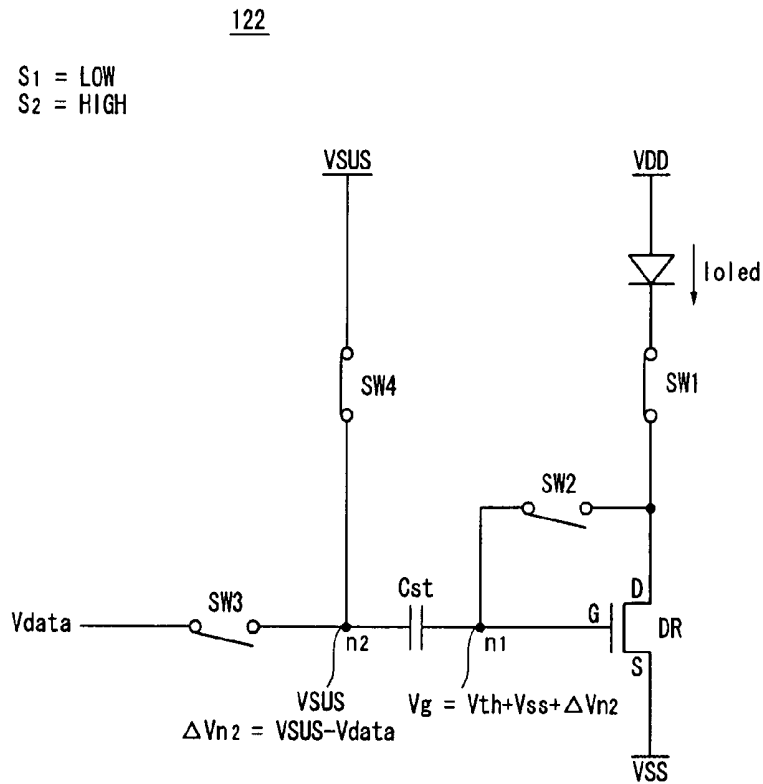 122
S1 = LOW
S2 = HIGH
VSUS
VDD
Ioled
SW4
SW1
SW2
Cst
D
SW3
Vdata
G
DR
n2
n1
S
VSUS
Vg = Vth+Vss+ΔVn2
ΔVn2 = VSUS-Vdata
VSS